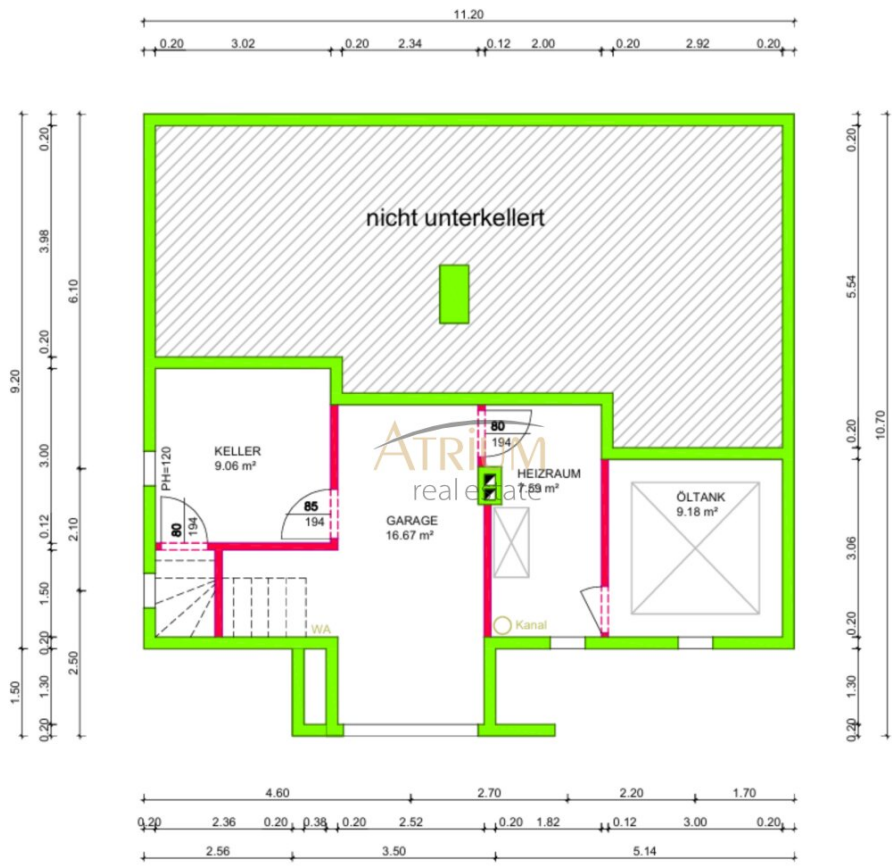 11.20
0.20 3.02 0.20 2.34 0.12 2.00 0.20 2.92 0.20
9.20
1.50
0.20
3.98
0.20
3.00
0.12
1.50
0.20
1.30
0.20
6.10
2.10
2.50
nicht unterkellert
KELLER
9.06 m²
PH=120
80
194
85
194
80
194
ATRIUM
real estate
GARAGE
16.67 m²
HEIZRAUM
7.59 m²
ÖLTANK
9.18 m²
WA
Kanal
0.20
5.54
0.20
3.06
0.20
1.30
0.20
10.70
4.60 2.70 2.20 1.70
0.20 2.36 0.20 0.38 0.20 2.52 0.20 1.82 0.12 3.00 0.20
2.56 3.50 5.14